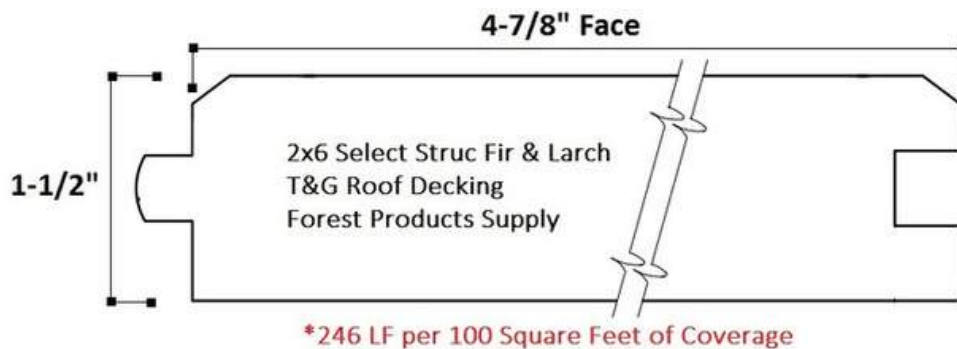 4-7/8" Face
1-1/2"
2x6 Select Struc Fir & Larch
T&G Roof Decking
Forest Products Supply
*246 LF per 100 Square Feet of Coverage